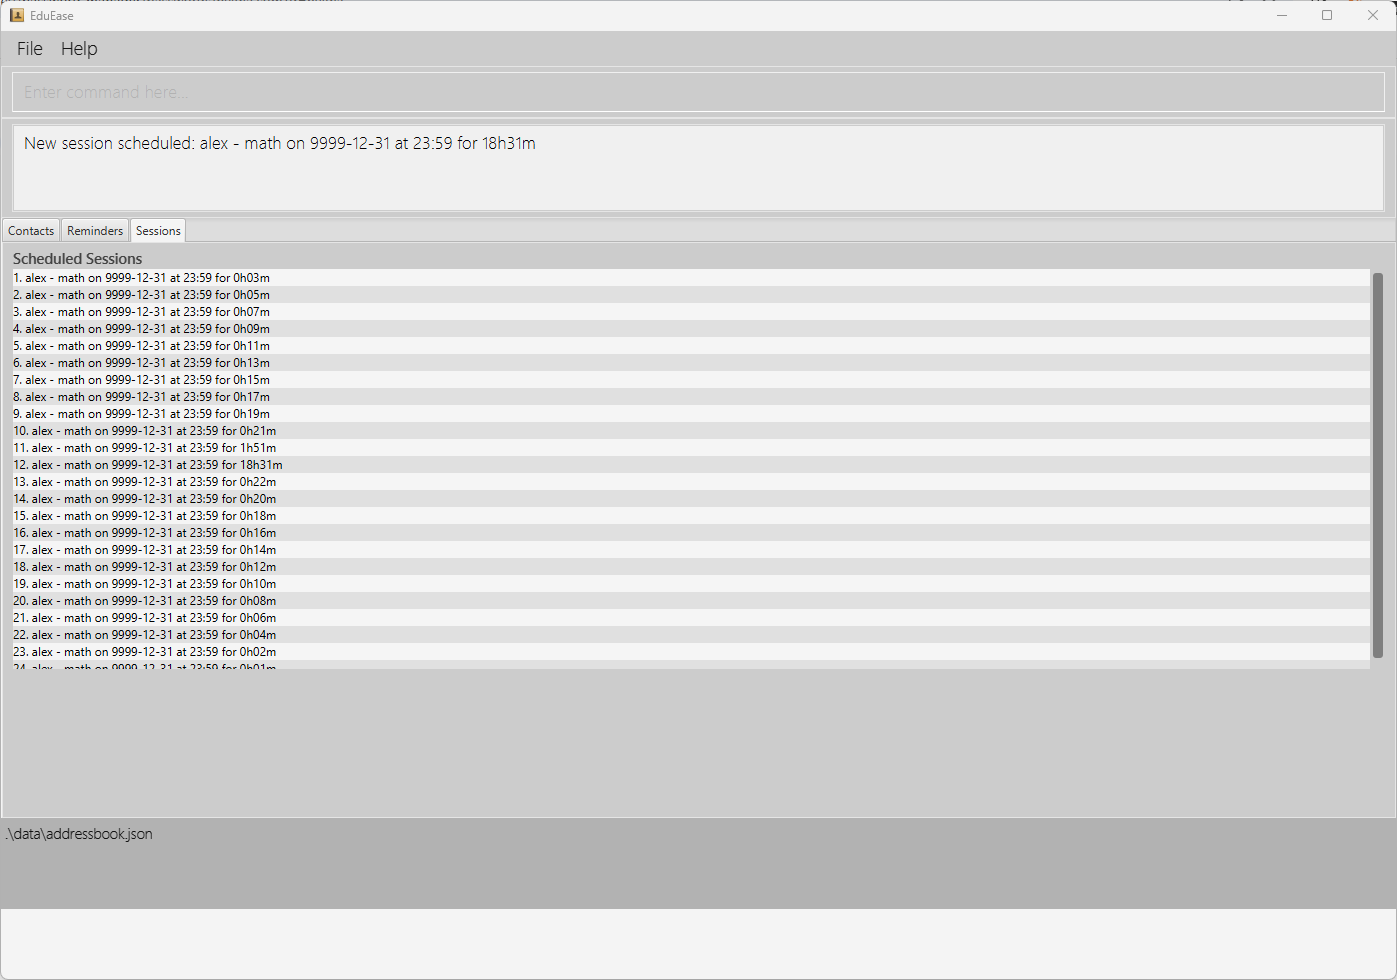 EduEase
File Help
Enter command here...
New session scheduled: alex - math on 9999-12-31 at 23:59 for 18h31m
Contacts Reminders Sessions
Scheduled Sessions
1. alex - math on 9999-12-31 at 23:59 for 0h03m
2. alex - math on 9999-12-31 at 23:59 for 0h05m
3. alex - math on 9999-12-31 at 23:59 for 0h07m
4. alex - math on 9999-12-31 at 23:59 for 0h09m
5. alex - math on 9999-12-31 at 23:59 for 0h11m
6. alex - math on 9999-12-31 at 23:59 for 0h13m
7. alex - math on 9999-12-31 at 23:59 for 0h15m
8. alex - math on 9999-12-31 at 23:59 for 0h17m
9. alex - math on 9999-12-31 at 23:59 for 0h19m
10. alex - math on 9999-12-31 at 23:59 for 0h21m
11. alex - math on 9999-12-31 at 23:59 for 1h51m
12. alex - math on 9999-12-31 at 23:59 for 18h31m
13. alex - math on 9999-12-31 at 23:59 for 0h22m
14. alex - math on 9999-12-31 at 23:59 for 0h20m
15. alex - math on 9999-12-31 at 23:59 for 0h18m
16. alex - math on 9999-12-31 at 23:59 for 0h16m
17. alex - math on 9999-12-31 at 23:59 for 0h14m
18. alex - math on 9999-12-31 at 23:59 for 0h12m
19. alex - math on 9999-12-31 at 23:59 for 0h10m
20. alex - math on 9999-12-31 at 23:59 for 0h08m
21. alex - math on 9999-12-31 at 23:59 for 0h06m
22. alex - math on 9999-12-31 at 23:59 for 0h04m
23. alex - math on 9999-12-31 at 23:59 for 0h02m
24. alex - math on 9999-12-31 at 23:59 for 0h01m
.\data\addressbook.json